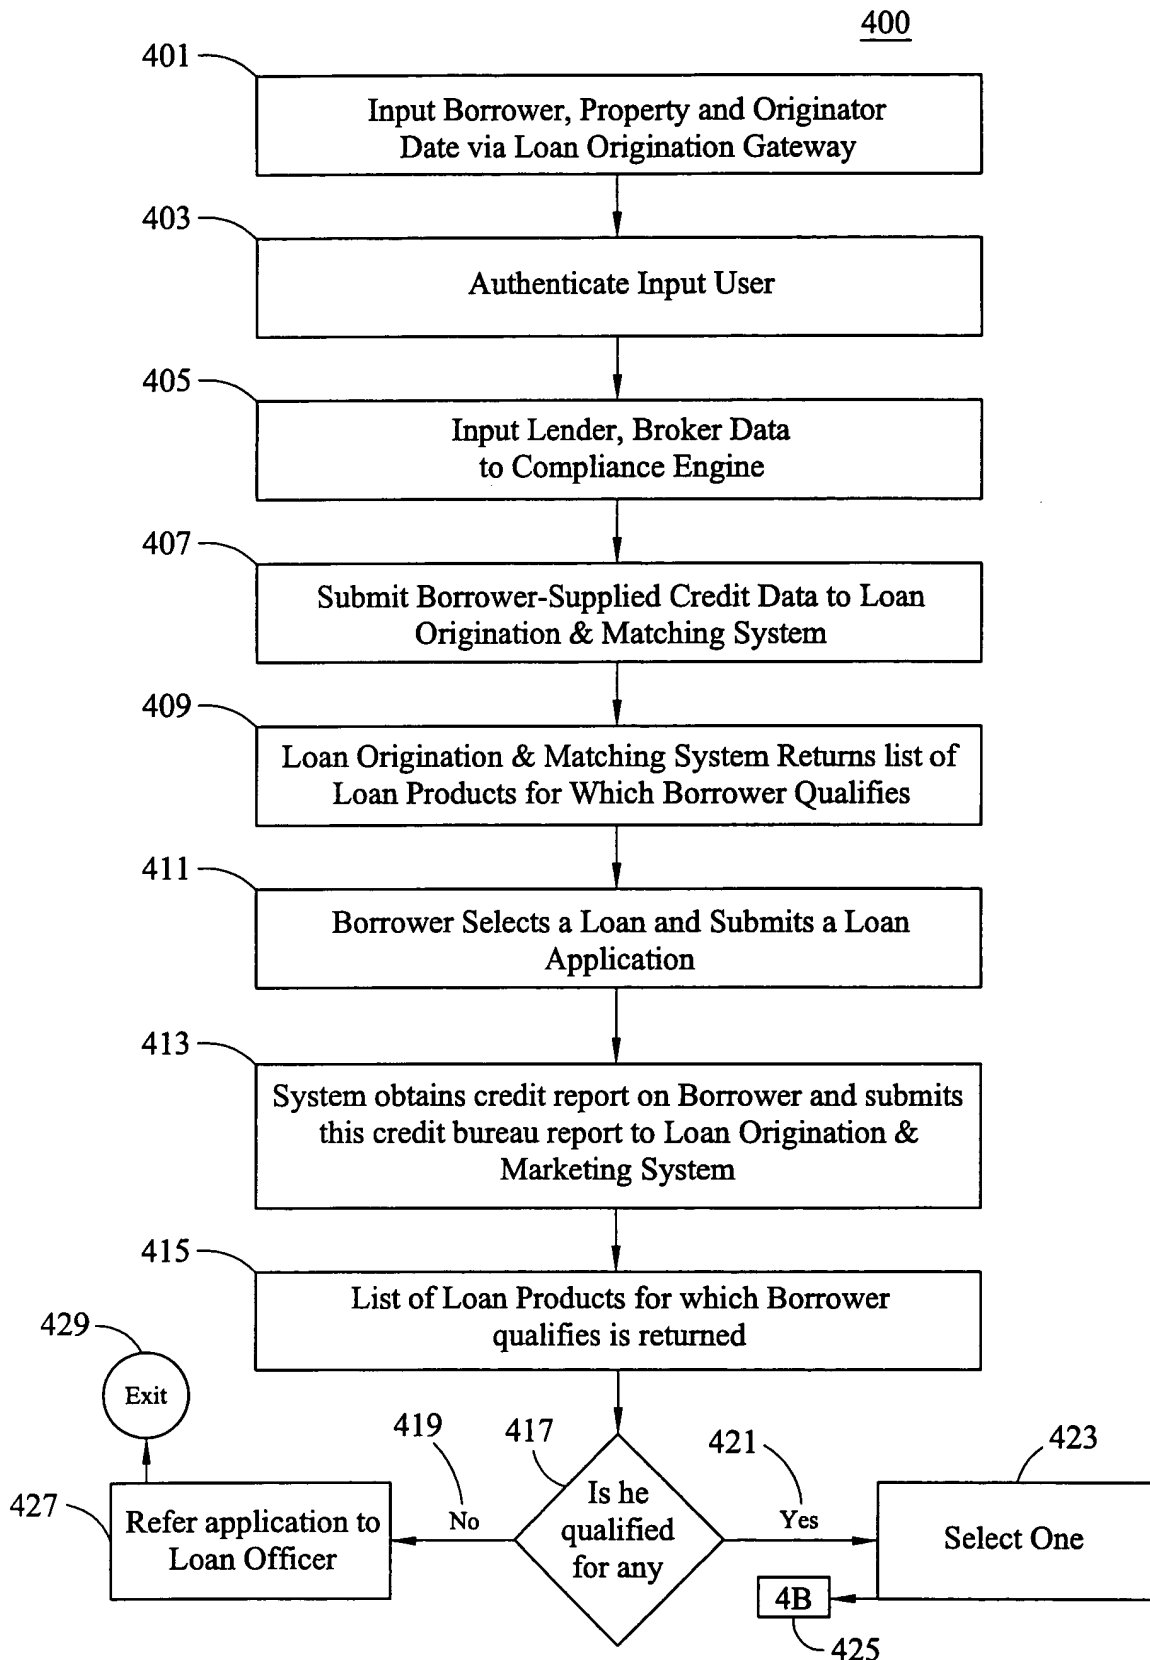 400
401
Input Borrower, Property and Originator
Date via Loan Origination Gateway
403
Authenticate Input User
405
Input Lender, Broker Data
to Compliance Engine
407
Submit Borrower-Supplied Credit Data to Loan
Origination & Matching System
409
Loan Origination & Matching System Returns list of
Loan Products for Which Borrower Qualifies
411
Borrower Selects a Loan and Submits a Loan
Application
413
System obtains credit report on Borrower and submits
this credit bureau report to Loan Origination &
Marketing System
415
List of Loan Products for which Borrower
qualifies is returned
429
Exit
419
417
421
423
427
Refer application to
Loan Officer
No
Is he
qualified
for any
Yes
Select One
4B
425